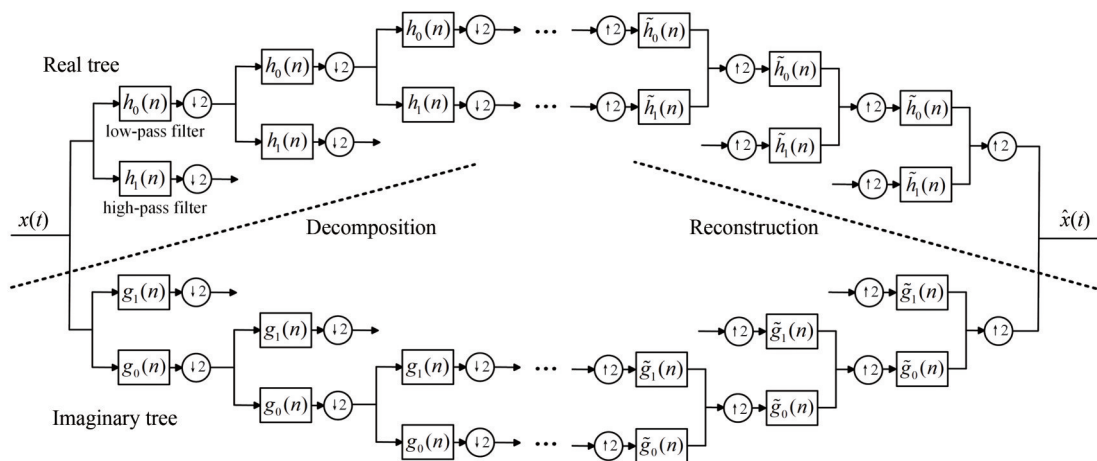 h₀(n) ↓2 h₁(n) ↓2 ... ↑2 h̃₀(n) ↑2 h̃₁(n)
Real tree
h₀(n) ↓2 h₁(n) ↓2 ↑2 h̃₀(n) ↑2 h̃₁(n)
h₀(n) ↓2
low-pass filter
h₁(n) ↓2
high-pass filter
... ...
↑2 h̃₀(n) ↑2 h̃₁(n) ↑2
x(t)
Decomposition
Reconstruction
x̂(t)
g₁(n) ↓2 ↑2 g̃₁(n)
g₁(n) ↓2 ↑2 g̃₁(n) ↑2
g₀(n) ↓2 g₁(n) ↓2 ... ↑2 g̃₁(n) ↑2 g̃₀(n)
g₀(n) ↓2 ↑2 g̃₀(n)
Imaginary tree
g₀(n) ↓2 ... ↑2 g̃₀(n)